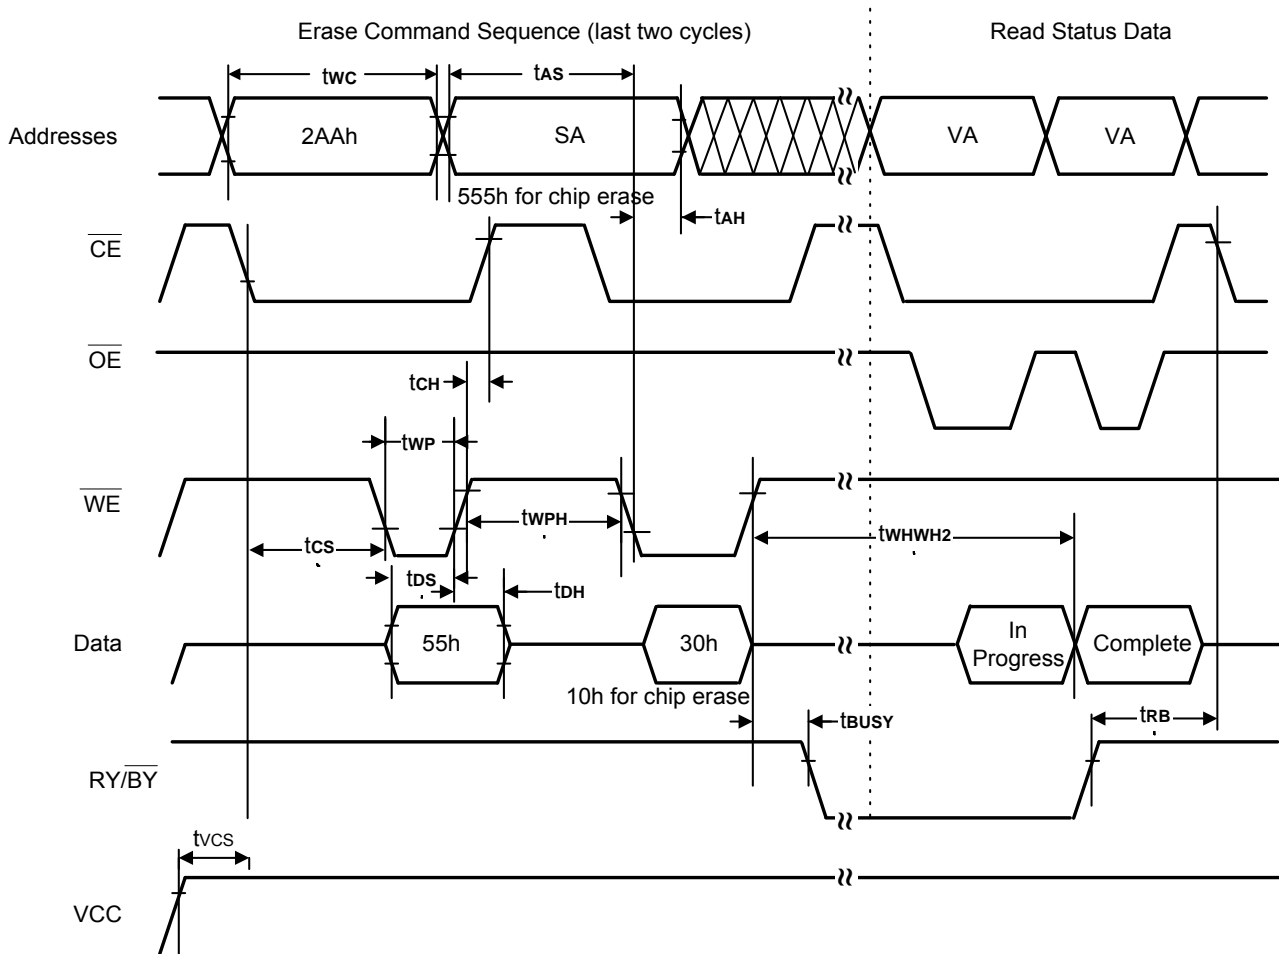 Erase Command Sequence (last two cycles)
Read Status Data
tWC
tAS
Addresses
2AAh
SA
VA
VA
555h for chip erase
tAH
CE
OE
tCH
tWP
WE
tWPH
tWHWH2
tCS
tDS
tDH
Data
55h
30h
In
Progress
Complete
10h for chip erase
tBUSY
tRB
RY/BY
tVCS
VCC